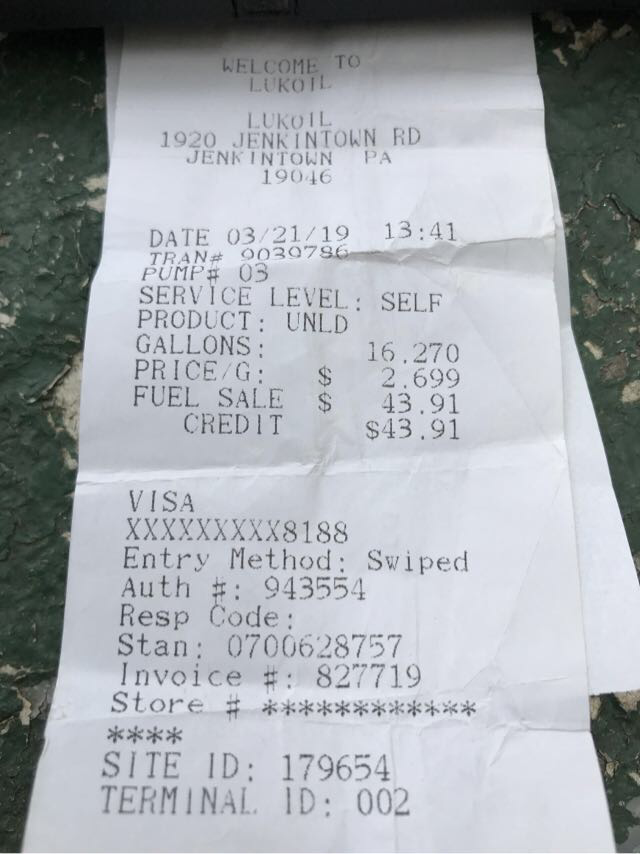 WELCOME TO
LUKOIL
LUKOIL
1920 JENKINTOWN RD
JENKINTOWN PA
19046
DATE 03/21/19 13:41
TRAN# 9039786
PUMP# 03
SERVICE LEVEL: SELF
PRODUCT: UNLD
GALLONS: 16.270
PRICE/G: $ 2.699
FUEL SALE $ 43.91
CREDIT $43.91
VISA
XXXXXXXXX8188
Entry Method: Swiped
Auth #: 943554
Resp Code:
Stan: 0700628757
Invoice #: 827719
Store # ************
****
SITE ID: 179654
TERMINAL ID: 002